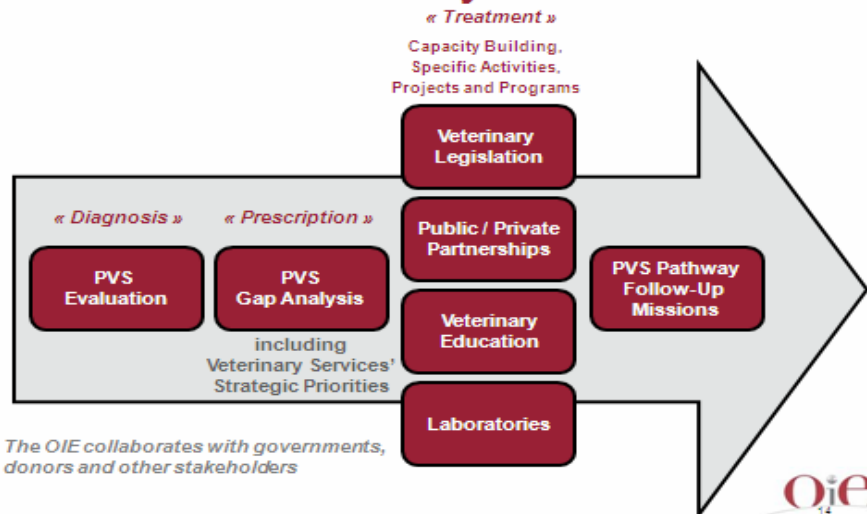 « Treatment »
Capacity Building,
Specific Activities,
Projects and Programs
Veterinary
Legislation
« Diagnosis »
« Prescription »
Public / Private
Partnerships
PVS
Evaluation
PVS
Gap Analysis
PVS Pathway
Follow-Up
Missions
including
Veterinary Services'
Strategic Priorities
Veterinary
Education
Laboratories
The OIE collaborates with governments,
donors and other stakeholders
Oie
14